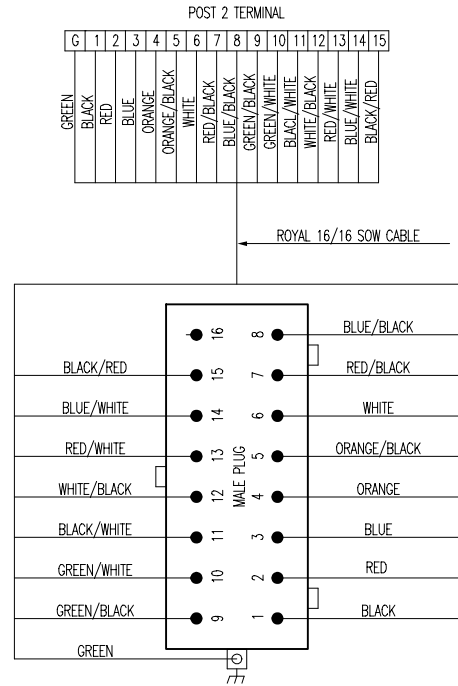 POST 2 TERMINAL
G 1 2 3 4 5 6 7 8 9 10 11 12 13 14 15
GREEN
BLACK
RED
BLUE
ORANGE
ORANGE/BLACK
WHITE
RED/BLACK
BLUE/BLACK
GREEN/BLACK
GREEN/WHITE
BLACL/WHITE
WHITE/BLACK
RED/WHITE
BLUE/WHITE
BLACK/RED
ROYAL 16/16 SOW CABLE
16 8 BLUE/BLACK
BLACK/RED 15 7 RED/BLACK
BLUE/WHITE 14 6 WHITE
RED/WHITE 13 5 ORANGE/BLACK
MALE PLUG
WHITE/BLACK 12 4 ORANGE
BLACK/WHITE 11 3 BLUE
GREEN/WHITE 10 2 RED
GREEN/BLACK 9 1 BLACK
GREEN